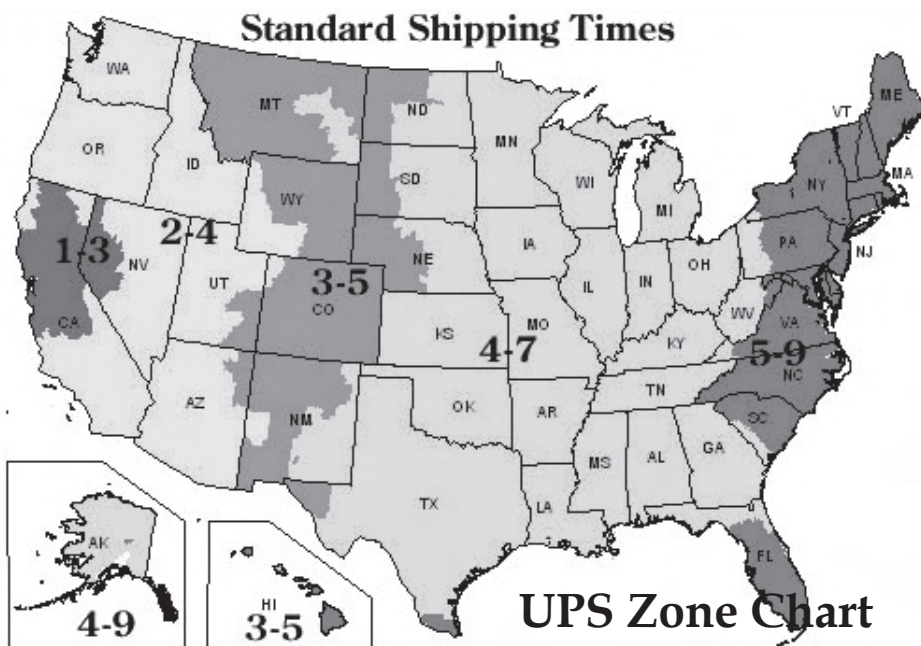 Standard Shipping Times
WA
MT
ND
MN
ME
VT
OR
ID
WY
SD
WI
MI
NY
MA
1-3
2-4
NV
UT
3-5
CO
NE
IA
IL
IN
OH
PA
NJ
CA
KS
4-7
MO
KY
WV
VA
5-9
NC
AZ
NM
OK
AR
TN
SC
TX
LA
MS
AL
GA
FL
AK
4-9
HI
3-5
UPS Zone Chart